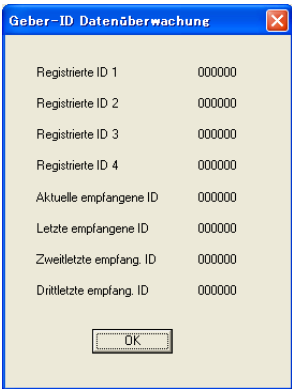 Geber-ID Datenüberwachung
Registrierte ID 1 000000
Registrierte ID 2 000000
Registrierte ID 3 000000
Registrierte ID 4 000000
Aktuelle empfangene ID 000000
Letzte empfangene ID 000000
Zweitletzte empfang. ID 000000
Drittletzte empfang. ID 000000
OK